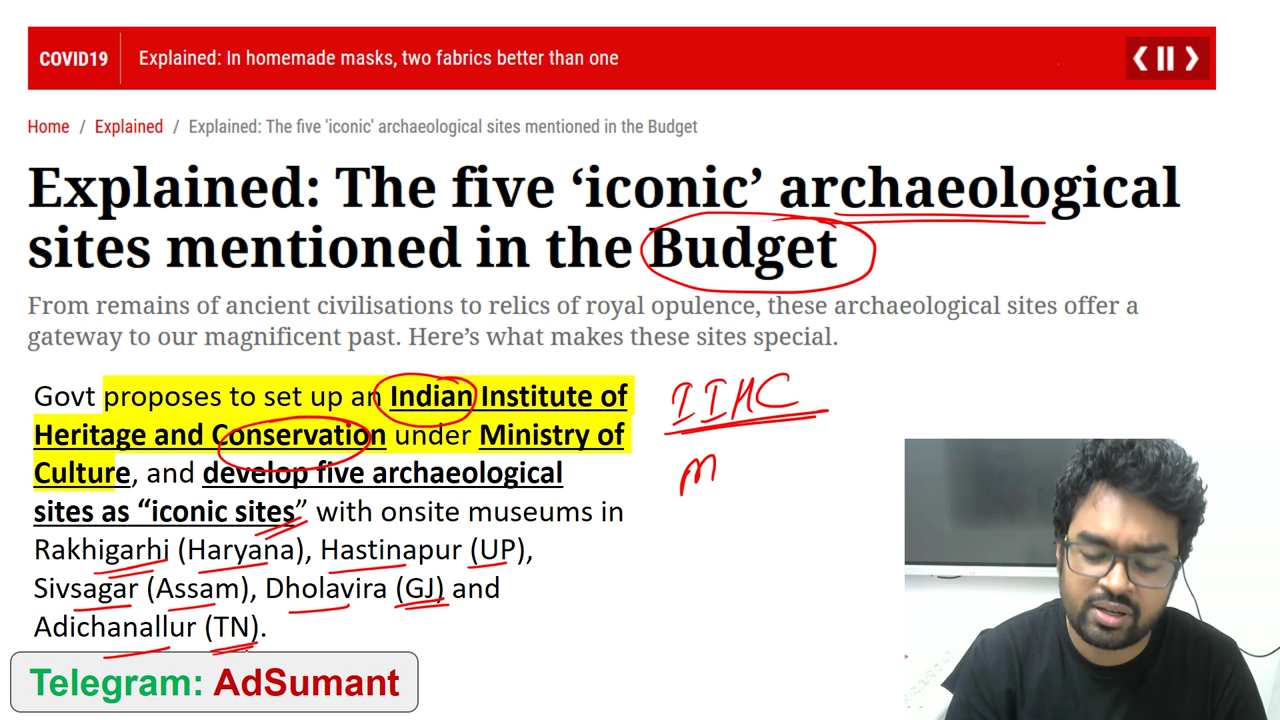 COVID19 Explained: In homemade masks, two fabrics better than one
Home / Explained / Explained: The five 'iconic' archaeological sites mentioned in the Budget
Explained: The five ‘iconic’ archaeological
sites mentioned in the Budget
From remains of ancient civilisations to relics of royal opulence, these archaeological sites offer a
gateway to our magnificent past. Here’s what makes these sites special.
Govt proposes to set up an Indian Institute of
Heritage and Conservation under Ministry of
Culture, and develop five archaeological
sites as “iconic sites” with onsite museums in
Rakhigarhi (Haryana), Hastinapur (UP),
Sivsagar (Assam), Dholavira (GJ) and
Adichanallur (TN).
IIHC
M
Telegram: AdSumant